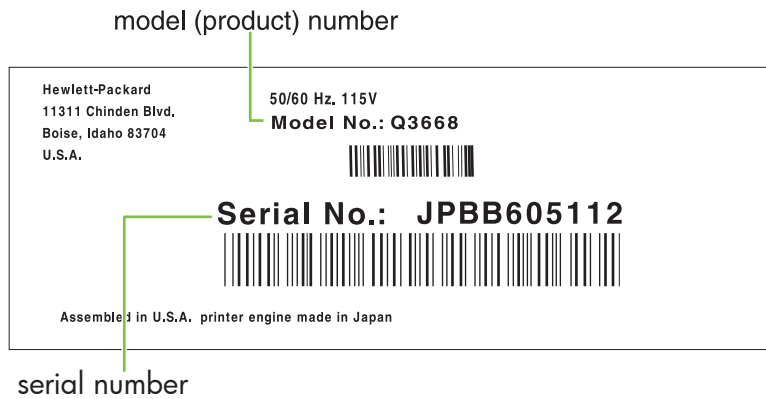 model (product) number
Hewlett-Packard
11311 Chinden Blvd.
Boise, Idaho 83704
U.S.A.
50/60 Hz. 115V
Model No.: Q3668
Serial No.: JPBB605112
Assembled in U.S.A. printer engine made in Japan
serial number